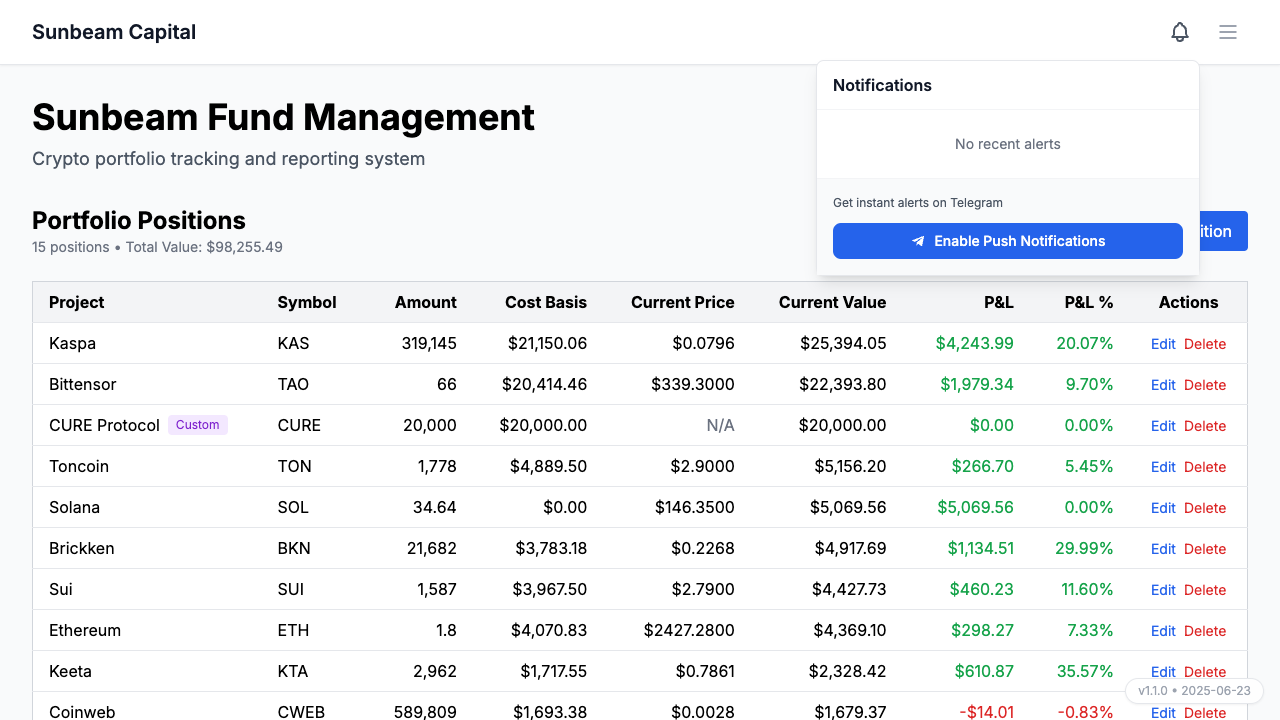 Sunbeam Capital
Notifications
No recent alerts
Get instant alerts on Telegram
Enable Push Notifications
Sunbeam Fund Management
Crypto portfolio tracking and reporting system
Portfolio Positions
15 positions • Total Value: $98,255.49
Project Symbol Amount Cost Basis Current Price Current Value P&L P&L % Actions
Kaspa KAS 319,145 $21,150.06 $0.0796 $25,394.05 $4,243.99 20.07% Edit Delete
Bittensor TAO 66 $20,414.46 $339.3000 $22,393.80 $1,979.34 9.70% Edit Delete
CURE Protocol Custom CURE 20,000 $20,000.00 N/A $20,000.00 $0.00 0.00% Edit Delete
Toncoin TON 1,778 $4,889.50 $2.9000 $5,156.20 $266.70 5.45% Edit Delete
Solana SOL 34.64 $0.00 $146.3500 $5,069.56 $5,069.56 0.00% Edit Delete
Brickken BKN 21,682 $3,783.18 $0.2268 $4,917.69 $1,134.51 29.99% Edit Delete
Sui SUI 1,587 $3,967.50 $2.7900 $4,427.73 $460.23 11.60% Edit Delete
Ethereum ETH 1.8 $4,070.83 $2427.2800 $4,369.10 $298.27 7.33% Edit Delete
Keeta KTA 2,962 $1,717.55 $0.7861 $2,328.42 $610.87 35.57% Edit Delete
Coinweb CWEB 589,809 $1,693.38 $0.0028 $1,679.37 -$14.01 -0.83% Edit Delete
v1.1.0 • 2025-06-23